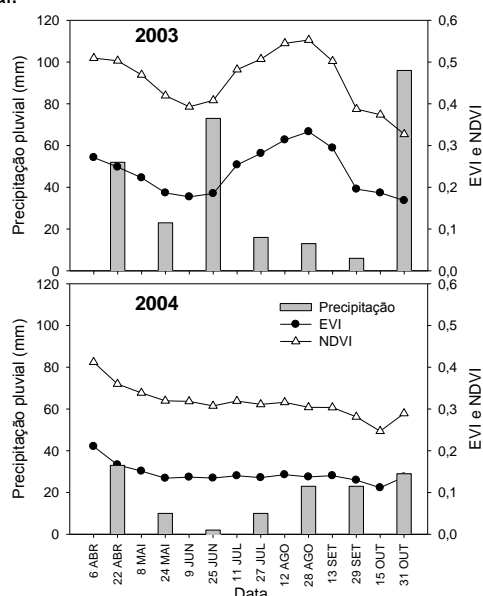 al.
2003
120
100
80
60
40
20
0
Precipitação pluvial (mm)
0,6
0,5
0,4
0,3
0,2
0,1
0,0
EVI e NDVI
2004
Precipitação
EVI
NDVI
120
100
80
60
40
20
0
Precipitação pluvial (mm)
0,6
0,5
0,4
0,3
0,2
0,1
0,0
EVI e NDVI
6 ABR
22 ABR
8 MAI
24 MAI
9 JUN
25 JUN
11 JUL
27 JUL
12 AGO
28 AGO
13 SET
29 SET
15 OUT
31 OUT
Data